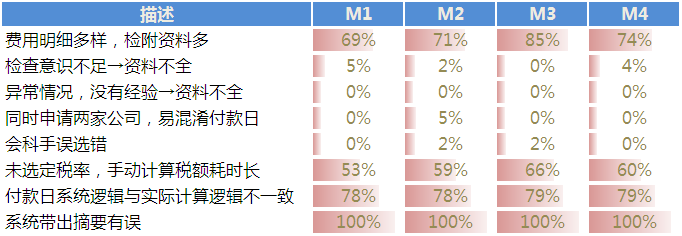 描述 M1 M2 M3 M4
费用明细多样，检附资料多 69% 71% 85% 74%
检查意识不足→资料不全 5% 2% 0% 4%
异常情况，没有经验→资料不全 0% 0% 0% 0%
同时申请两家公司，易混淆付款日 0% 5% 0% 0%
会科手误选错 0% 2% 2% 0%
未选定税率，手动计算税额耗时长 53% 59% 66% 60%
付款日系统逻辑与实际计算逻辑不一致 78% 78% 79% 79%
系统带出摘要有误 100% 100% 100% 100%